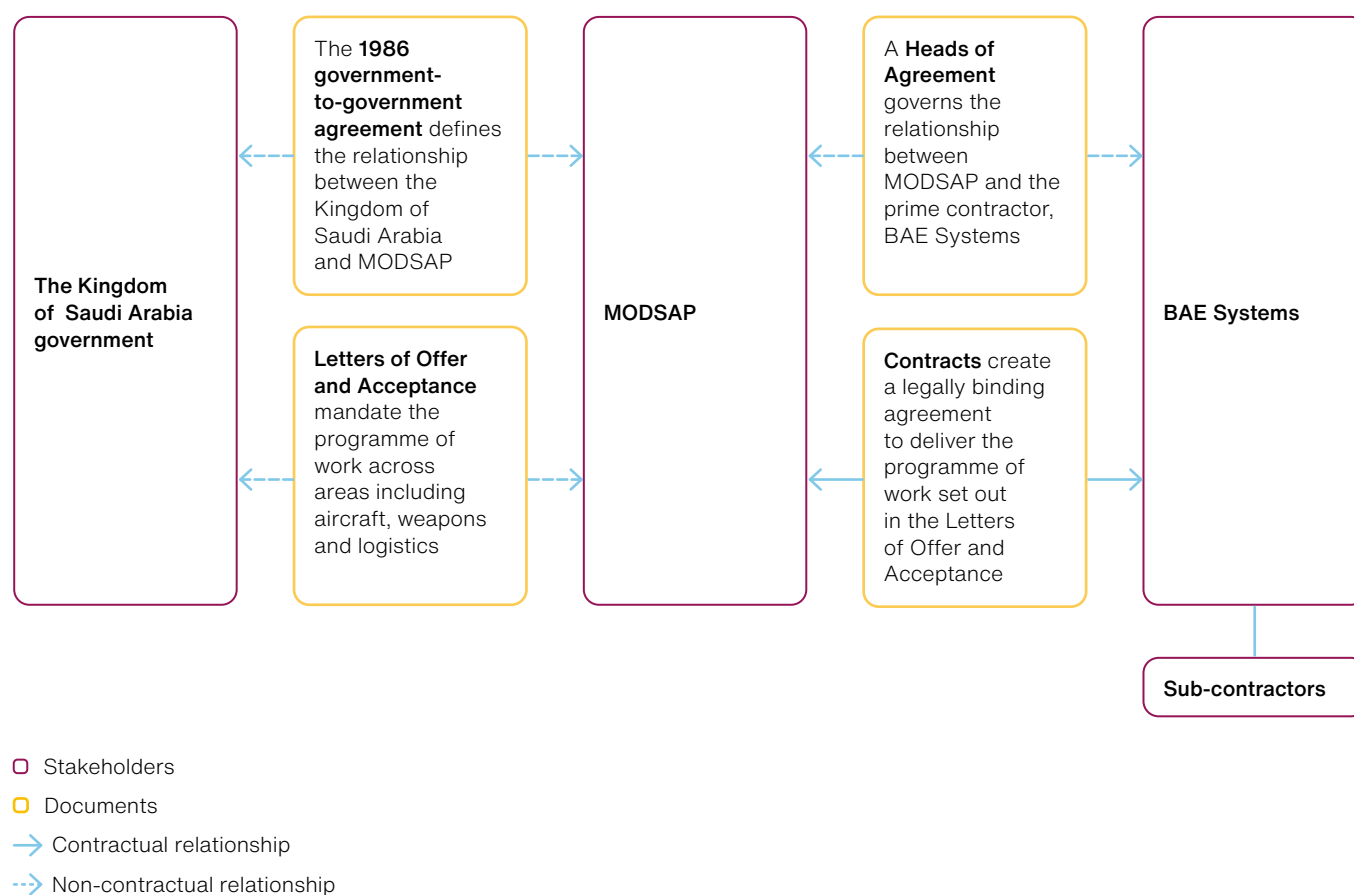 The Kingdom
of Saudi Arabia
government
The 1986
government-
to-government
agreement defines
the relationship
between the
Kingdom of
Saudi Arabia
and MODSAP
Letters of Offer
and Acceptance
mandate the
programme of
work across
areas including
aircraft, weapons
and logistics
MODSAP
A Heads of
Agreement
governs the
relationship
between
MODSAP and the
prime contractor,
BAE Systems
Contracts create
a legally binding
agreement
to deliver the
programme of
work set out
in the Letters
of Offer and
Acceptance
BAE Systems
Sub-contractors
Stakeholders
Documents
Contractual relationship
Non-contractual relationship